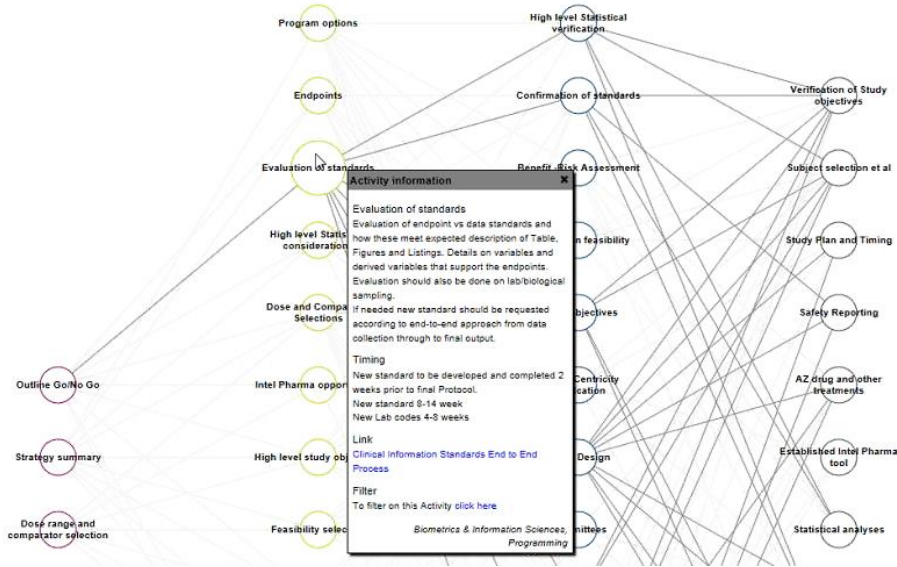 Program options
High level Statistical
verification
Endpoints
Confirmation of standards
Verification of Study
objectives
Evaluation of standards
Benefit -Risk Assessment
Subject selection et al
Activity information
Evaluation of standards
Evaluation of endpoint vs data standards and
how these meet expected description of Table,
Figures and Listings. Details on variables and
derived variables that support the endpoints.
Evaluation should also be done on lab/biological
sampling.
If needed new standard should be requested
according to end-to-end approach from data
collection through to final output.
Timing
New standard to be developed and completed 2
weeks prior to final Protocol.
New standard 8-14 week
New Lab codes 4-8 weeks
Link
Clinical Information Standards End to End
Process
Filter
To filter on this Activity click here
Biometrics & Information Sciences,
Programming
High level
consideration
feasibility
Study Plan and Timing
Dose and
Selections
Safety Reporting
Outline Go/No Go
Intel Pharma
AZ drug and other
treatments
Strategy summary
High level study
Design
Established Intel Pharma
tool
Dose range and
comparator selection
Feasibility
Statistical analyses